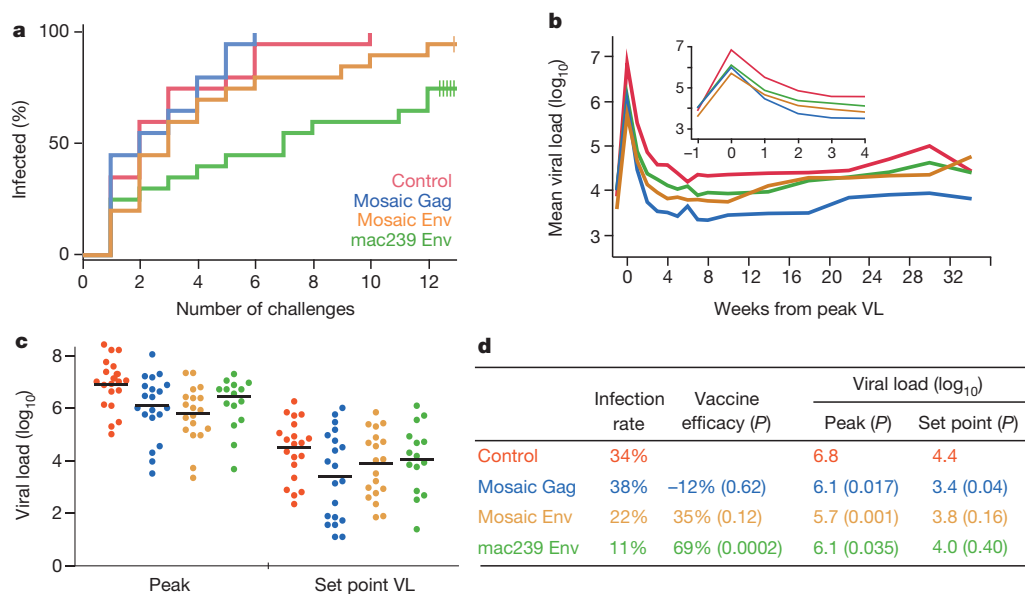 a
100
50
0
Infected (%)
Control
Mosaic Gag
Mosaic Env
mac239 Env
0 2 4 6 8 10 12
Number of challenges
b
7
6
5
4
3
Mean viral load (log10)
7
5
3
–1 0 1 2 3 4
0 4 8 12 16 20 24 28 32
Weeks from peak VL
c
8
6
4
2
0
Viral load (log10)
Peak Set point VL
d
Viral load (log10)
Infection rate Vaccine efficacy (P) Peak (P) Set point (P)
Control 34% 6.8 4.4
Mosaic Gag 38% –12% (0.62) 6.1 (0.017) 3.4 (0.04)
Mosaic Env 22% 35% (0.12) 5.7 (0.001) 3.8 (0.16)
mac239 Env 11% 69% (0.0002) 6.1 (0.035) 4.0 (0.40)